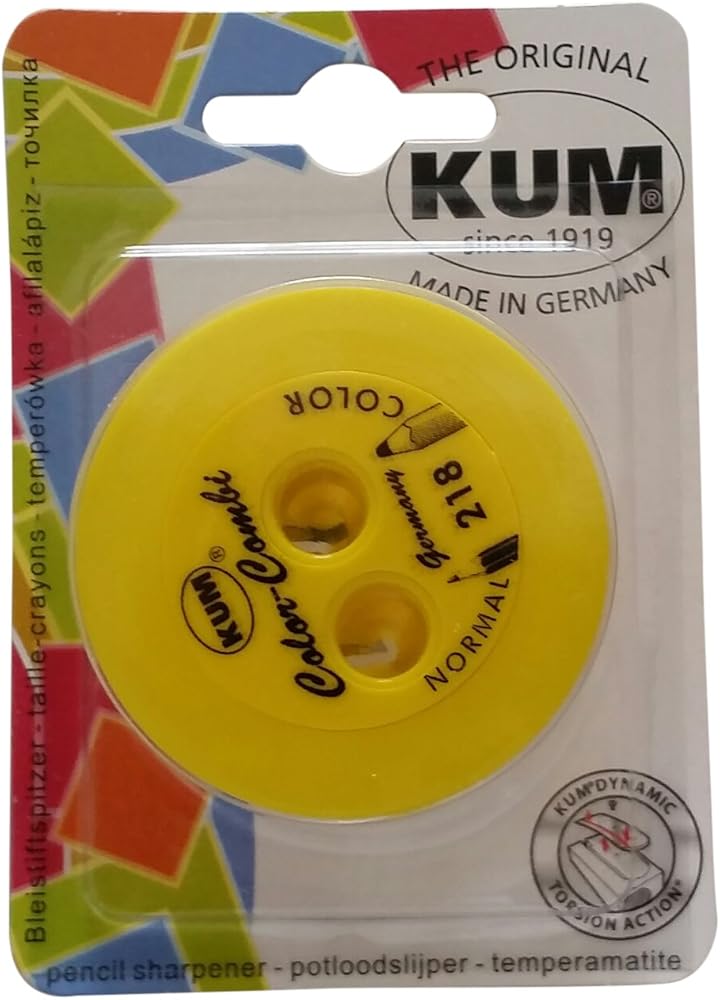 THE ORIGINAL
KUM®
since 1919
MADE IN GERMANY
Bleistiftspitzer - taille-crayons - temperówka - afilalápiz - точилка
COLOR
218
Germany
NORMAL
Color-Combi
KUM®
KUM® DYNAMIC
TORSION ACTION®
pencil sharpener - potloodslijper - temperamatite